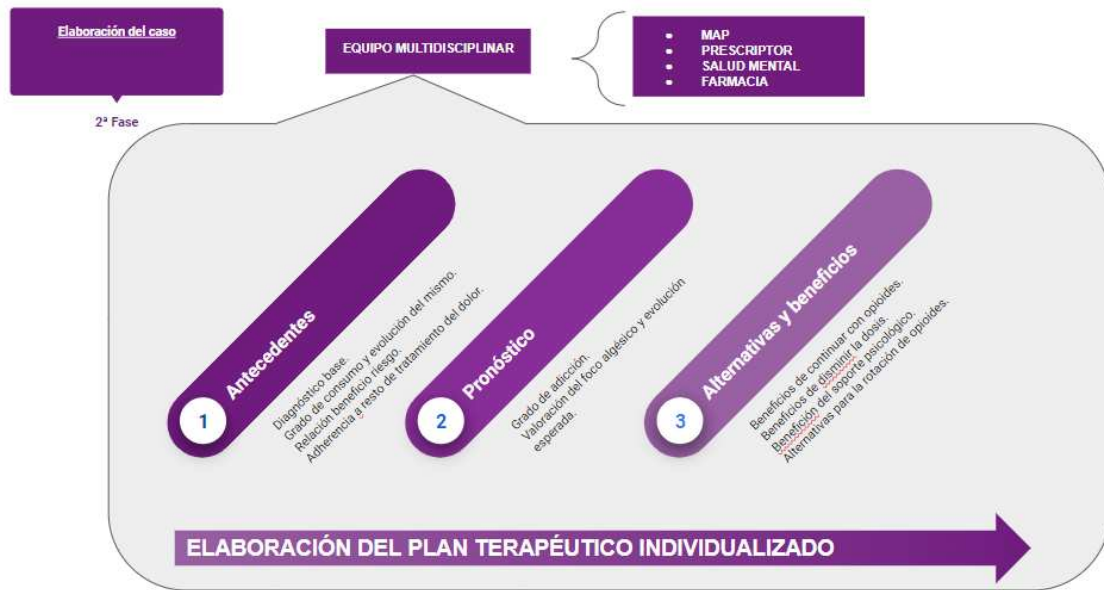 Elaboración del caso
2ª Fase
EQUIPO MULTIDISCIPLINAR
MAP
PRESCRIPTOR
SALUD MENTAL
FARMACIA
1
Antecedentes
Diagnóstico base.
Grado de consumo y evolución del mismo.
Relación beneficio riesgo.
Adherencia a resto de tratamiento del dolor.
2
Pronóstico
Grado de adicción.
Valoración del foco algésico y evolución
esperada.
3
Alternativas y beneficios
Beneficios de continuar con opioides.
Beneficios de disminir la dosis.
Benefición del soporte psicológico.
Alternativas para la rotación de opioides.
ELABORACIÓN DEL PLAN TERAPÉUTICO INDIVIDUALIZADO